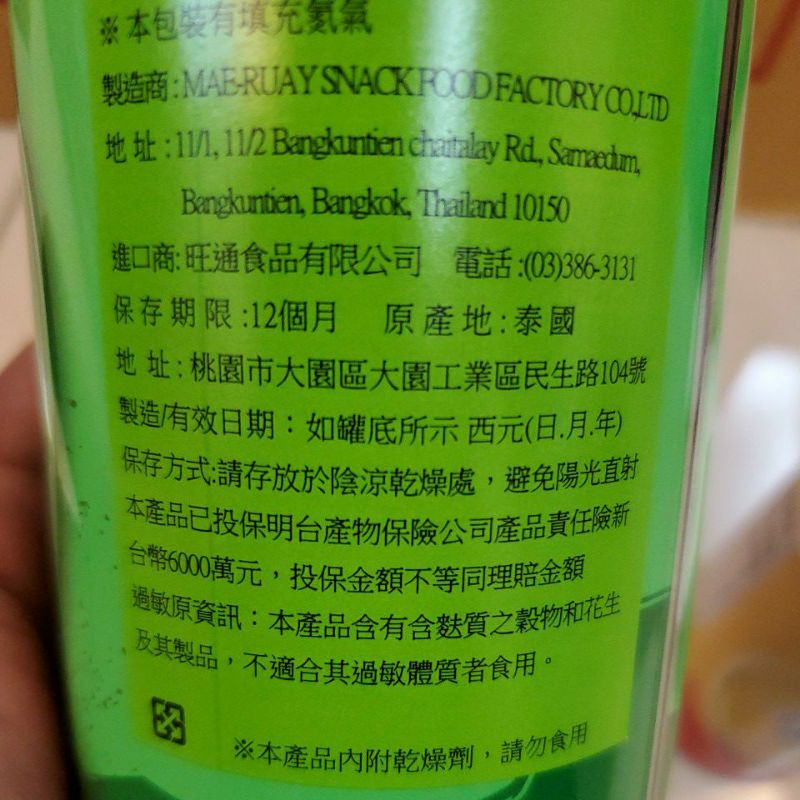 ※本包裝有填充氮氣
製造商:MAE-RUAY SNACK FOOD FACTORY CO.,LTD
地址:11/1, 11/2 Bangkuntien chaitalay Rd., Samaedum,
Bangkuntien, Bangkok, Thailand 10150
進口商:旺通食品有限公司 電話:(03)386-3131
保存期限:12個月 原產地:泰國
地址:桃園市大園區大園工業區民生路104號
製造/有效日期:如罐底所示 西元(日.月.年)
保存方式:請存放於陰涼乾燥處,避免陽光直射
本產品已投保明台產物保險公司產品責任險新
台幣6000萬元,投保金額不等同理賠金額
過敏原資訊:本產品含有含麩質之穀物和花生
及其製品,不適合其過敏體質者食用。
※本產品內附乾燥劑,請勿食用